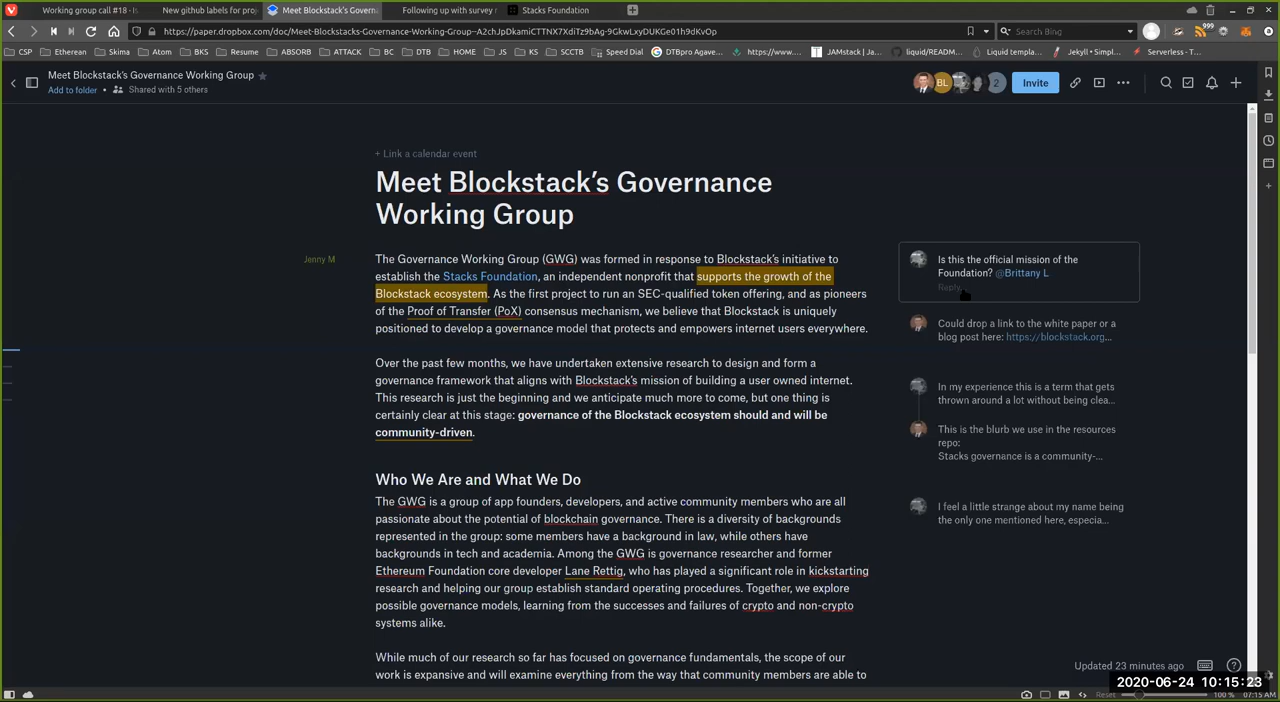 Working group call #18 - i
New github labels for pro
Meet Blockstack's Governa
Following up with survey r
Stacks Foundation
https://paper.dropbox.com/doc/Meet-Blockstacks-Governance-Working-Group--A2chJpDkamiCTTNX7XdiTz9bAg-9GkwLxyDUKGe01h9dKvOp
Search Bing
999
CSP
Etherean
Skima
Atom
BKS
Resume
ABSORB
ATTACK
BC
DTB
HOME
JS
KS
SCCTB
Speed Dial
DTBpro Agave...
https://www....
JAMstack | Ja...
liquid/READM...
Liquid templa...
Jekyll • Simpl...
Serverless - T...
Meet Blockstack's Governance Working Group
Add to folder • Shared with 5 others
BL
2
Invite
+ Link a calendar event
Meet Blockstack's Governance
Working Group
Jenny M
The Governance Working Group (GWG) was formed in response to Blockstack's initiative to
establish the Stacks Foundation, an independent nonprofit that supports the growth of the
Blockstack ecosystem. As the first project to run an SEC-qualified token offering, and as pioneers
of the Proof of Transfer (PoX) consensus mechanism, we believe that Blockstack is uniquely
positioned to develop a governance model that protects and empowers internet users everywhere.
Over the past few months, we have undertaken extensive research to design and form a
governance framework that aligns with Blockstack's mission of building a user owned internet.
This research is just the beginning and we anticipate much more to come, but one thing is
certainly clear at this stage: governance of the Blockstack ecosystem should and will be
community-driven.
Who We Are and What We Do
The GWG is a group of app founders, developers, and active community members who are all
passionate about the potential of blockchain governance. There is a diversity of backgrounds
represented in the group: some members have a background in law, while others have
backgrounds in tech and academia. Among the GWG is governance researcher and former
Ethereum Foundation core developer Lane Rettig, who has played a significant role in kickstarting
research and helping our group establish standard operating procedures. Together, we explore
possible governance models, learning from the successes and failures of crypto and non-crypto
systems alike.
While much of our research so far has focused on governance fundamentals, the scope of our
work is expansive and will examine everything from the way that community members are able to
Is this the official mission of the
Foundation? @Brittany L
Reply...
Could drop a link to the white paper or a
blog post here: https://blockstack.org...
In my experience this is a term that gets
thrown around a lot without being clea...
This is the blurb we use in the resources
repo:
Stacks governance is a community-...
I feel a little strange about my name being
the only one mentioned here, especia...
Updated 23 minutes ago
2020-06-24 10:15:23
Reset
100 %
07:15 AM